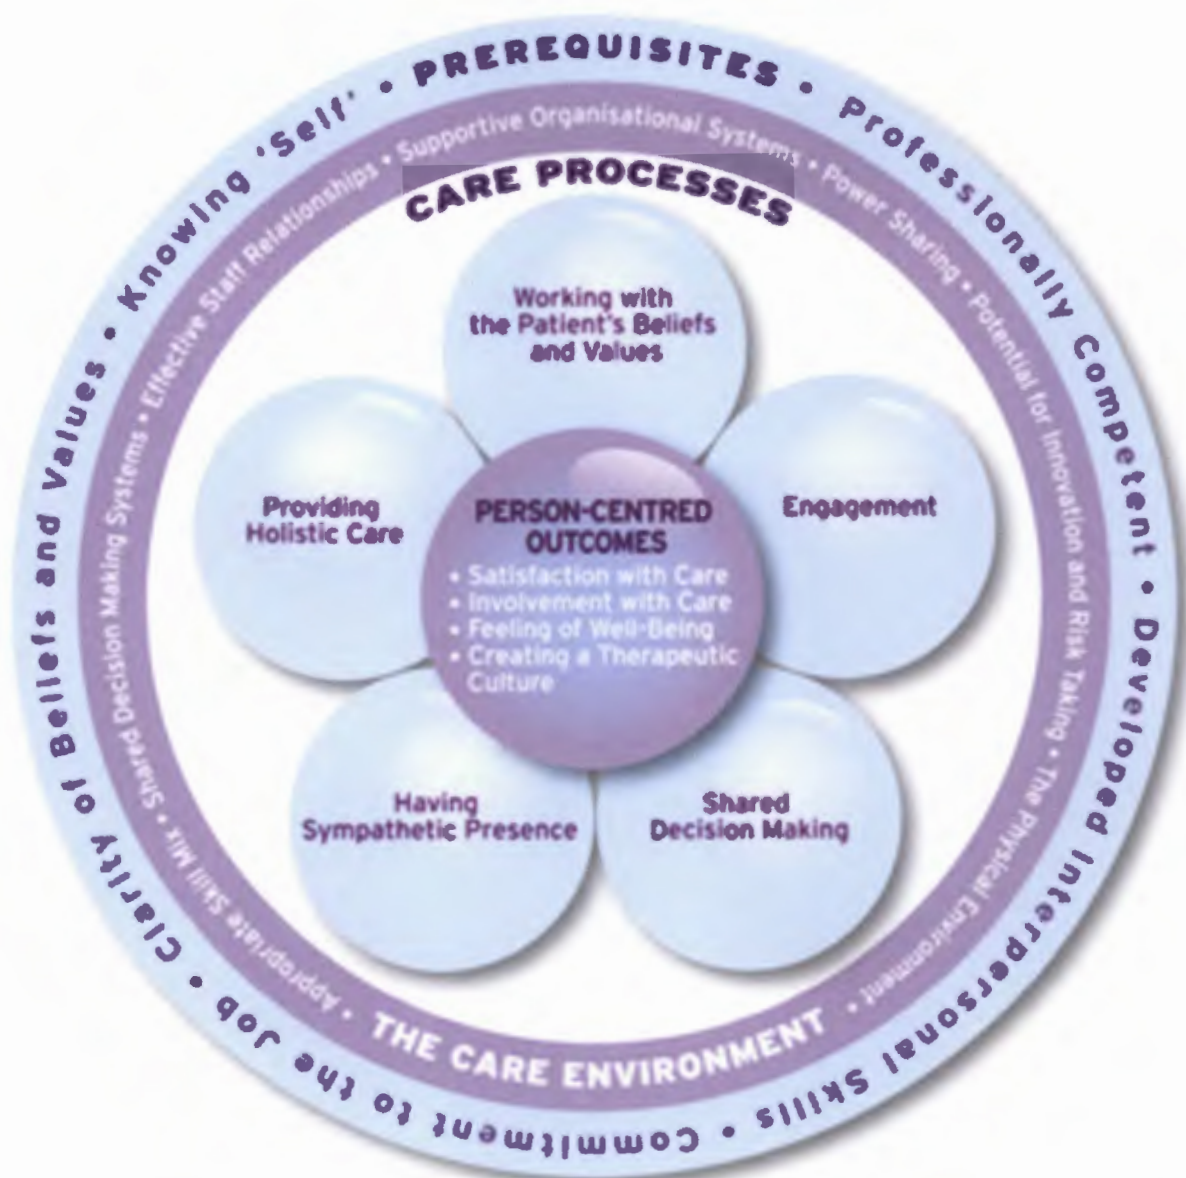 • PREREQUISITES • Professionally Competent • Developed Interpersonal Skills • Commitment to the Job • Clarity of Beliefs and Values • Knowing 'Self'
THE CARE ENVIRONMENT • Appropriate Skill Mix • Shared Decision Making Systems • Effective Staff Relationships • Supportive Organisational Systems • Power Sharing • Potential for Innovation and Risk Taking • The Physical Environment •
CARE PROCESSES
Working with
the Patient's Beliefs
and Values
Providing
Holistic Care
Engagement
PERSON-CENTRED
OUTCOMES
• Satisfaction with Care
• Involvement with Care
• Feeling of Well-Being
• Creating a Therapeutic
Culture
Having
Sympathetic Presence
Shared
Decision Making